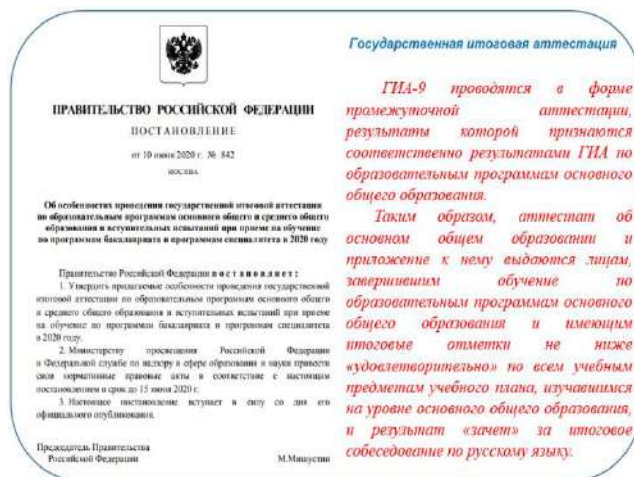 ПРАВИТЕЛЬСТВО РОССИЙСКОЙ ФЕДЕРАЦИИ
ПОСТАНОВЛЕНИЕ
от 10 июня 2020 г. № 842
МОСКВА
Об особенностях проведения государственной итоговой аттестации
по образовательным программам основного общего и среднего общего
образования и вступительных испытаний при приеме на обучение
по программам бакалавриата и программам специалитета в 2020 году
Правительство Российской Федерации постановляет:
1. Утвердить прилагаемые особенности проведения государственной
итоговой аттестации по образовательным программам основного общего
и среднего общего образования и вступительных испытаний при приеме
на обучение по программам бакалавриата и программам специалитета
в 2020 году.
2. Министерству просвещения Российской Федерации
и Федеральной службе по надзору в сфере образования и науки привести
свои нормативные правовые акты в соответствие с настоящим
постановлением в срок до 15 июня 2020 г.
3. Настоящее постановление вступает в силу со дня его
официального опубликования.
Председатель Правительства
Российской Федерации М.Мишустин
Государственная итоговая аттестация
ГИА-9 проводятся в форме
промежуточной аттестации,
результаты которой признаются
соответственно результатами ГИА по
образовательным программам основного
общего образования.
Таким образом, аттестат об
основном общем образовании и
приложение к нему выдаются лицам,
завершившим обучение по
образовательным программам основного
общего образования и имеющим
итоговые отметки не ниже
«удовлетворительно» по всем учебным
предметам учебного плана, изучавшимся
на уровне основного общего образования,
и результат «зачет» за итоговое
собеседование по русскому языку.